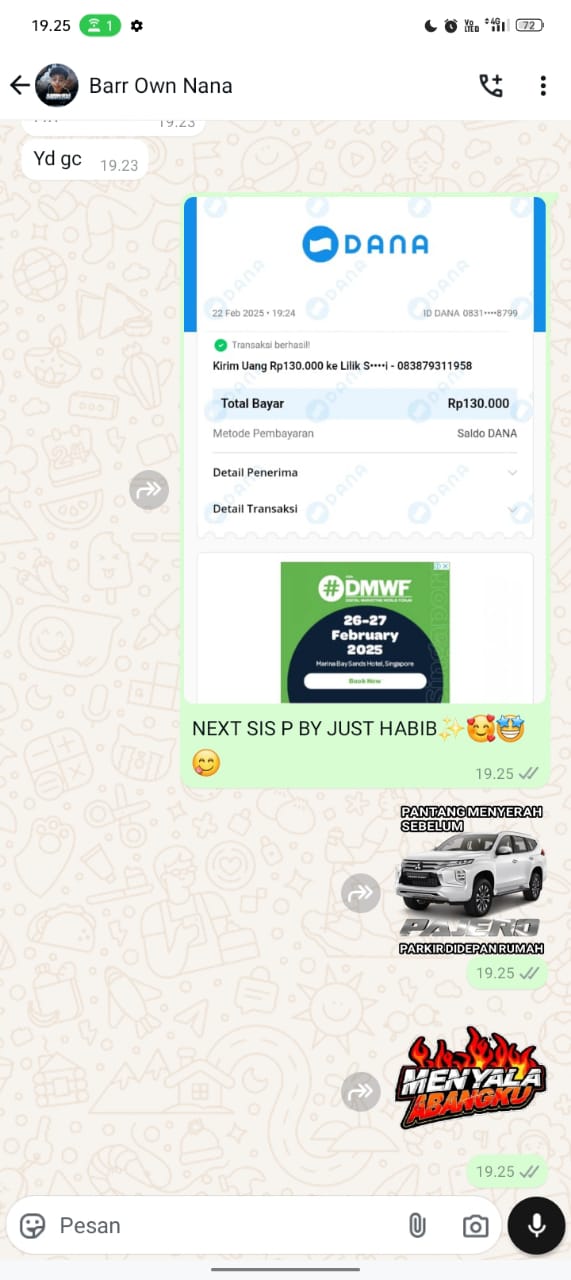 19.25
1
Vo
LTE
4G
72
Barr Own Nana
19.23
Yd gc
19.23
DANA
22 Feb 2025 • 19:24
ID DANA 0831••••8799
Transaksi berhasil!
Kirim Uang Rp130.000 ke Lilik S••••i - 083879311958
Total Bayar
Rp130.000
Metode Pembayaran
Saldo DANA
Detail Penerima
Detail Transaksi
#DMWF
26-27
February
2025
Marina Bay Sands Hotel, Singapore
Book Now
NEXT SIS P BY JUST HABIB✨🥰🤩
😋
19.25
PANTANG MENYERAH
SEBELUM
PAJERO
PARKIR DIDEPAN RUMAH
19.25
MENYALA
ABANGKU
19.25
Pesan